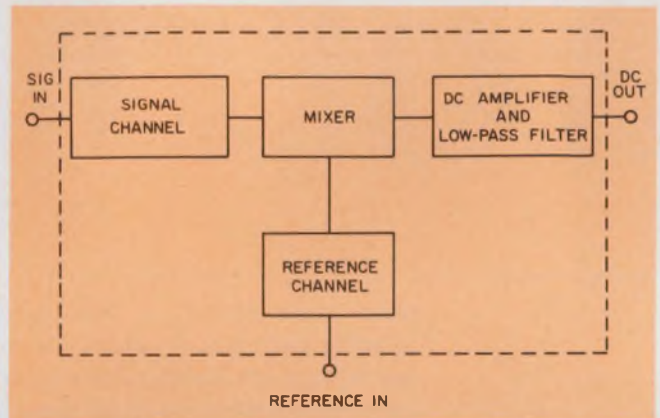 SIG
IN
SIGNAL
CHANNEL
MIXER
DC AMPLIFIER
AND
LOW-PASS FILTER
DC
OUT
REFERENCE
CHANNEL
REFERENCE IN